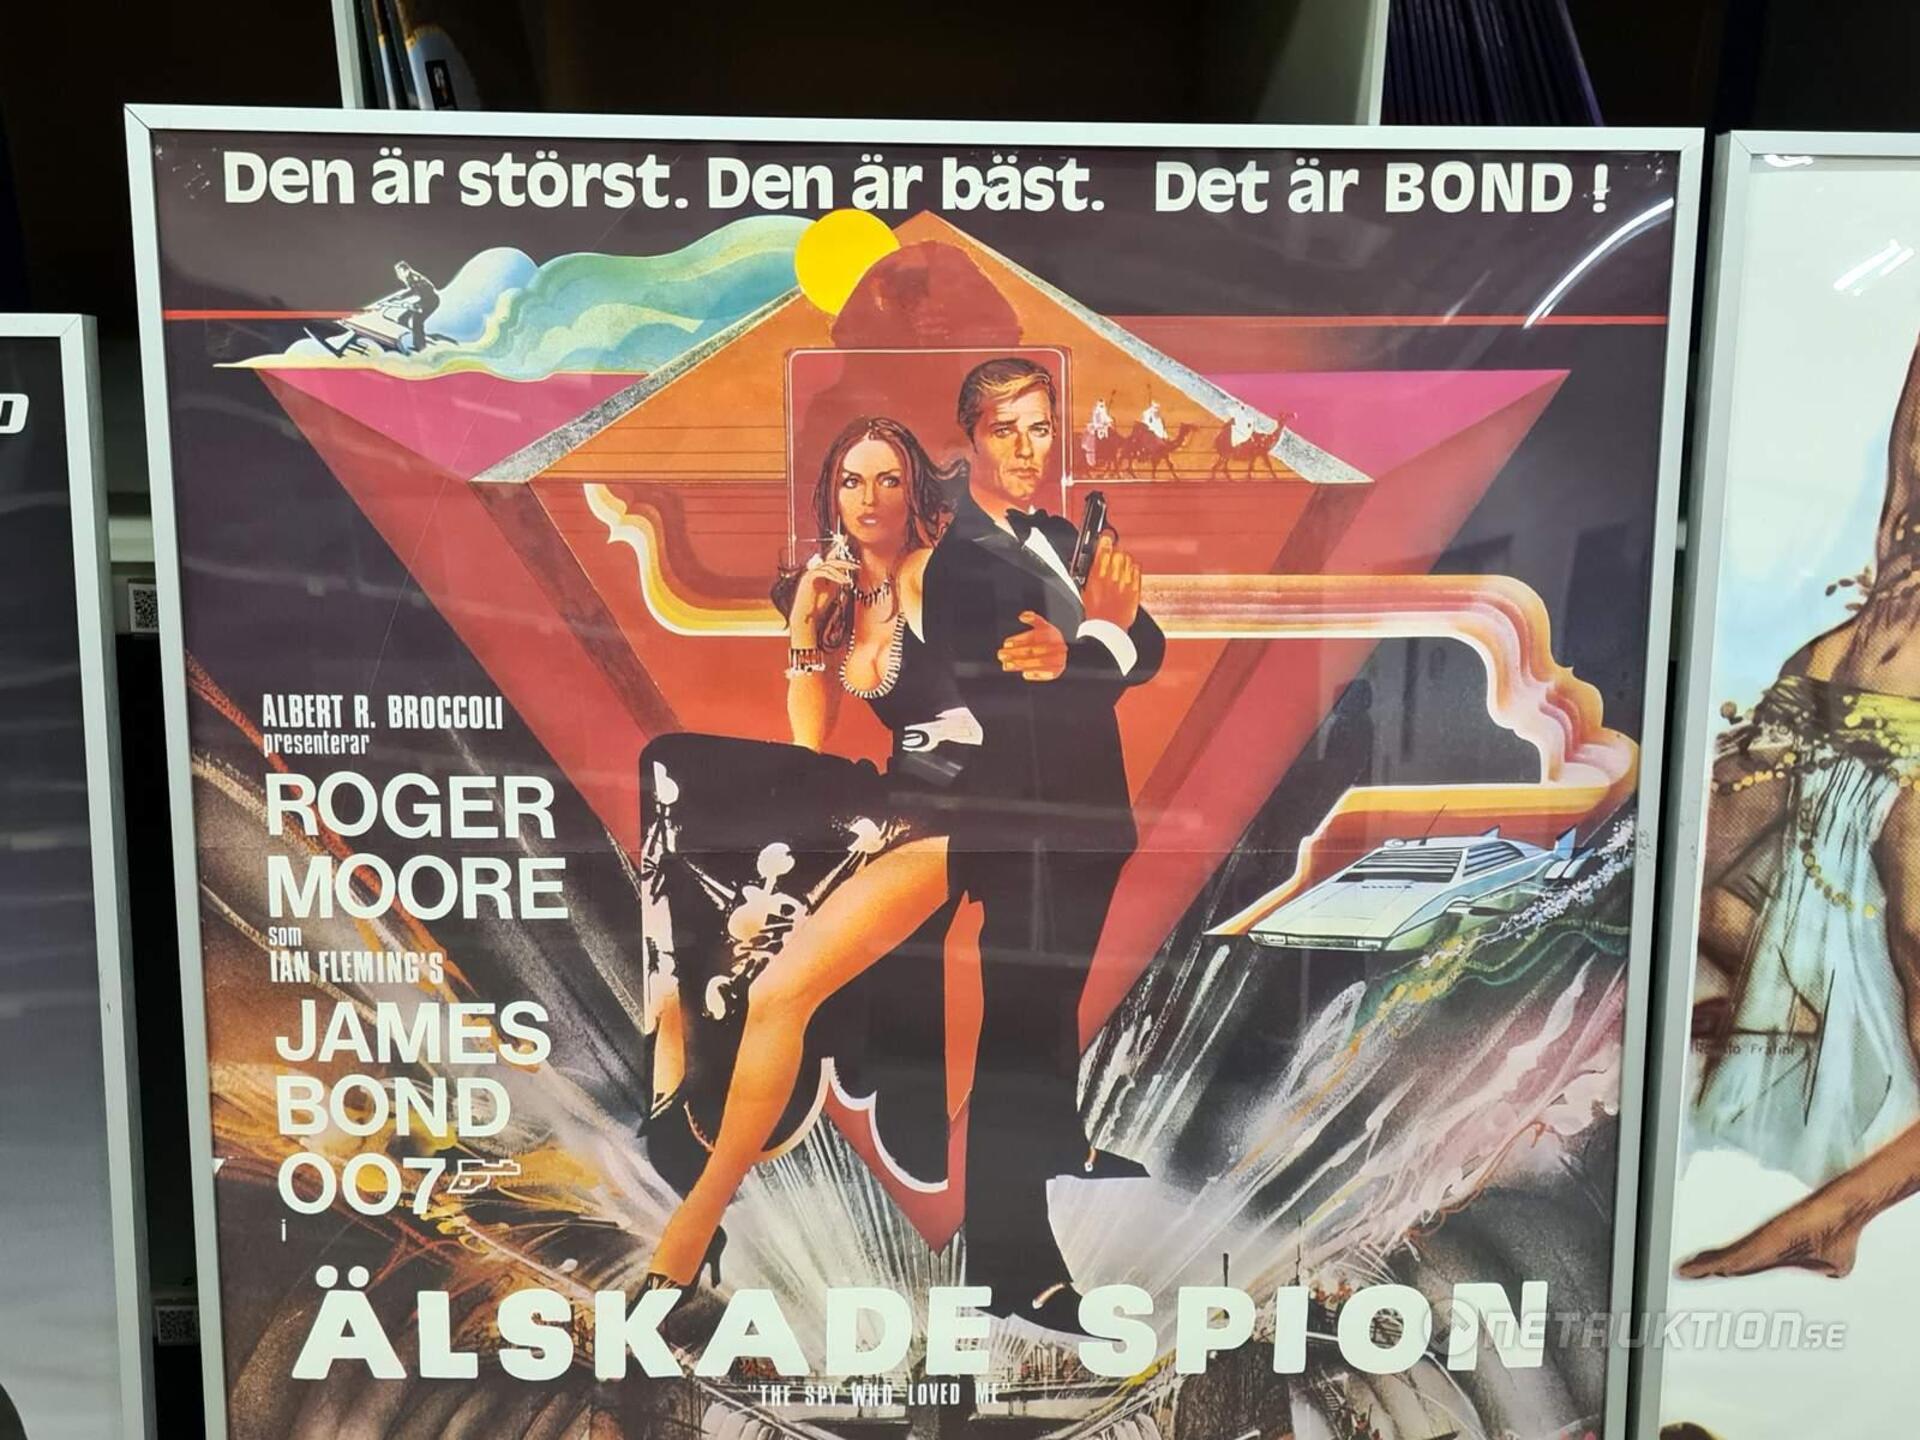 Den är störst. Den är bäst. Det är BOND !
ALBERT R. BROCCOLI
presenterar
ROGER
MOORE
som
IAN FLEMING'S
JAMES
BOND
007
i
ÄLSKADE SPION
"THE SPY WHO LOVED ME"
NETAUKTION.SE
Fratini